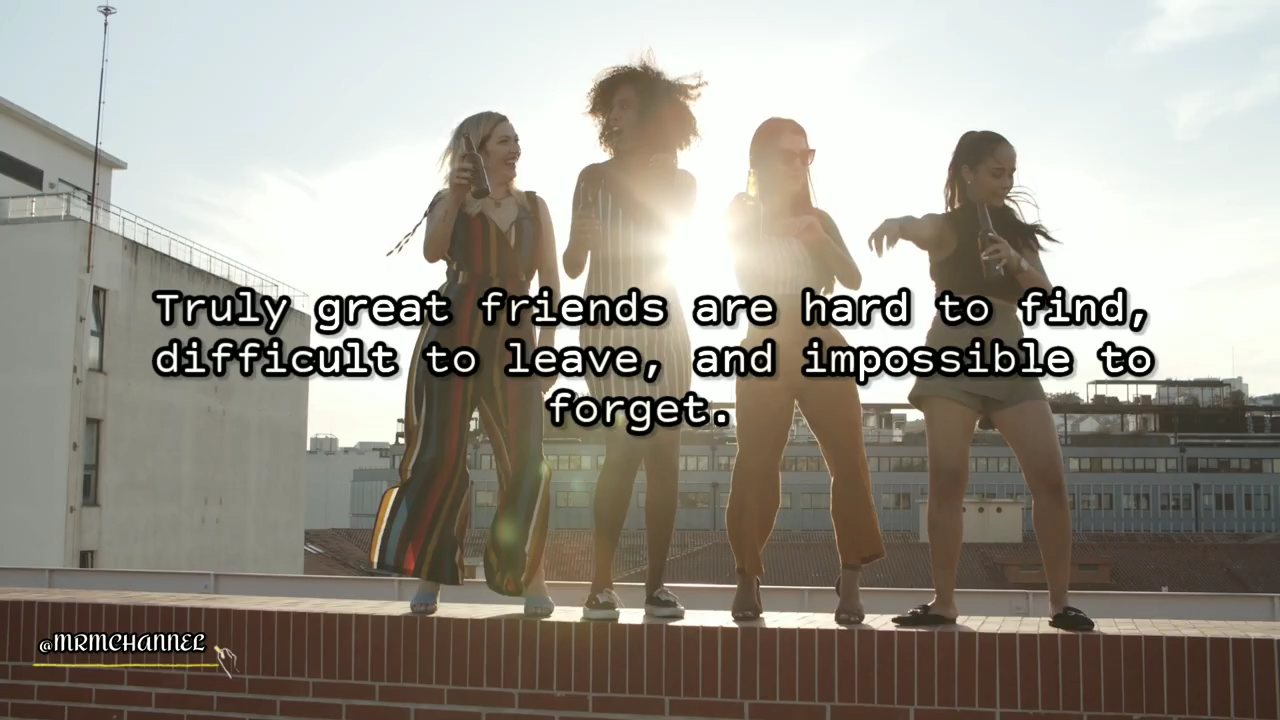 Truly great friends are hard to find,
difficult to leave, and impossible to
forget.
@MRMCHANNEL